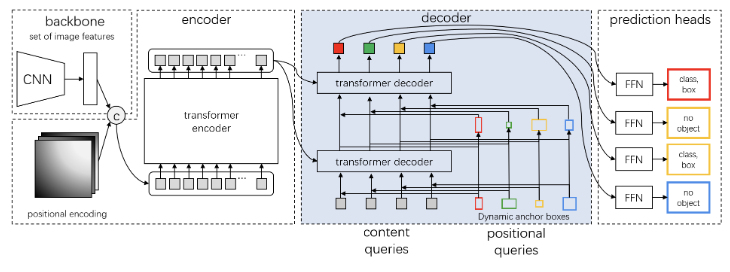 backbone
set of image features
CNN
c
positional encoding
encoder
...
transformer
encoder
...
decoder
transformer decoder
transformer decoder
Dynamic anchor boxes
content
queries
positional
queries
prediction heads
FFN
class,
box
FFN
no
object
FFN
class,
box
FFN
no
object